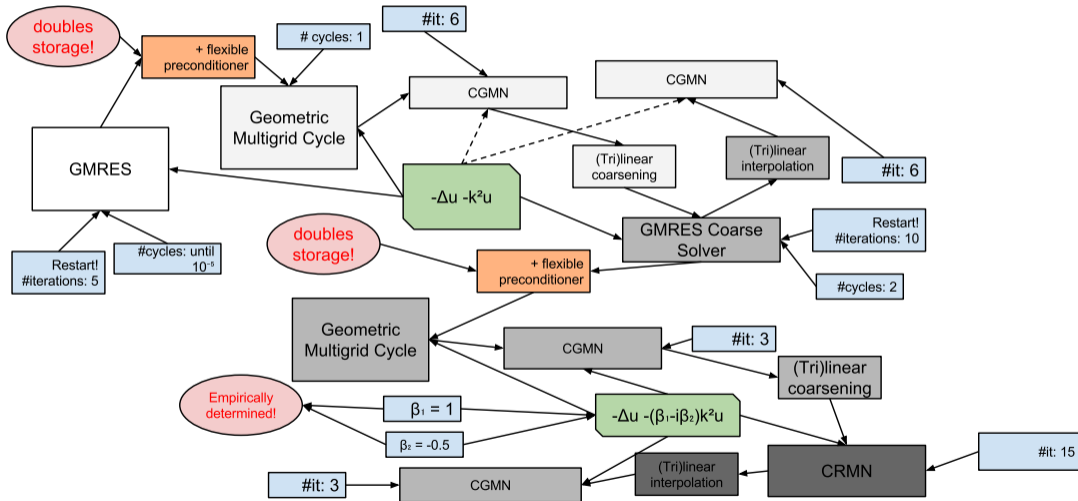 doubles
storage!
+ flexible
preconditioner
# cycles: 1
#it: 6
CGMN
CGMN
Geometric
Multigrid Cycle
GMRES
(Tri)linear
coarsening
(Tri)linear
interpolation
#it: 6
-Δu -k²u
doubles
storage!
GMRES Coarse
Solver
Restart!
#iterations: 10
Restart!
#iterations: 5
#cycles: until
10⁻⁵
+ flexible
preconditioner
#cycles: 2
Geometric
Multigrid Cycle
CGMN
#it: 3
(Tri)linear
coarsening
Empirically
determined!
β₁ = 1
β₂ = -0.5
-Δu -(β₁-iβ₂)k²u
#it: 3
CGMN
(Tri)linear
interpolation
CRMN
#it: 15